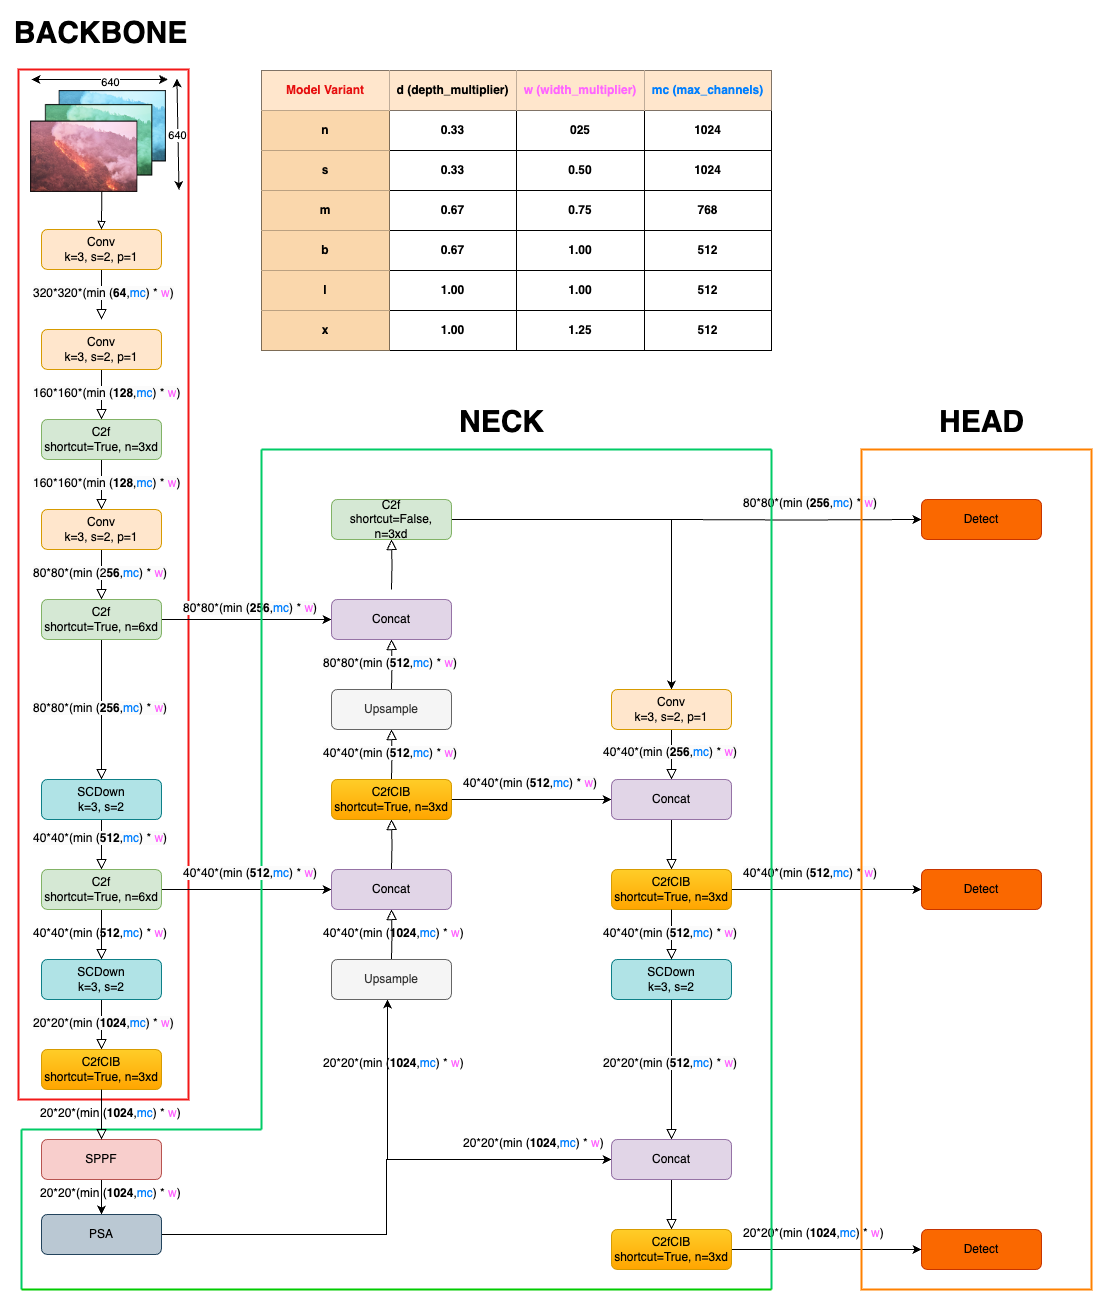 BACKBONE
640
640
Conv
k=3, s=2, p=1
320*320*(min (64,mc) * w)
Conv
k=3, s=2, p=1
160*160*(min (128,mc) * w)
C2f
shortcut=True, n=3xd
160*160*(min (128,mc) * w)
Conv
k=3, s=2, p=1
80*80*(min (256,mc) * w)
C2f
shortcut=True, n=6xd
80*80*(min (256,mc) * w)
80*80*(min (256,mc) * w)
SCDown
k=3, s=2
40*40*(min (512,mc) * w)
C2f
shortcut=True, n=6xd
40*40*(min (512,mc) * w)
40*40*(min (512,mc) * w)
SCDown
k=3, s=2
20*20*(min (1024,mc) * w)
C2fCIB
shortcut=True, n=3xd
20*20*(min (1024,mc) * w)
SPPF
20*20*(min (1024,mc) * w)
PSA
Model Variant d (depth_multiplier) w (width_multiplier) mc (max_channels)
n 0.33 025 1024
s 0.33 0.50 1024
m 0.67 0.75 768
b 0.67 1.00 512
l 1.00 1.00 512
x 1.00 1.25 512
NECK
C2f
shortcut=False,
n=3xd
80*80*(min (256,mc) * w)
Concat
80*80*(min (512,mc) * w)
Upsample
40*40*(min (512,mc) * w)
C2fCIB
shortcut=True, n=3xd
40*40*(min (512,mc) * w)
Concat
40*40*(min (1024,mc) * w)
Upsample
20*20*(min (1024,mc) * w)
20*20*(min (1024,mc) * w)
Conv
k=3, s=2, p=1
40*40*(min (256,mc) * w)
Concat
C2fCIB
shortcut=True, n=3xd
40*40*(min (512,mc) * w)
40*40*(min (512,mc) * w)
SCDown
k=3, s=2
20*20*(min (512,mc) * w)
Concat
C2fCIB
shortcut=True, n=3xd
20*20*(min (1024,mc) * w)
HEAD
Detect
Detect
Detect